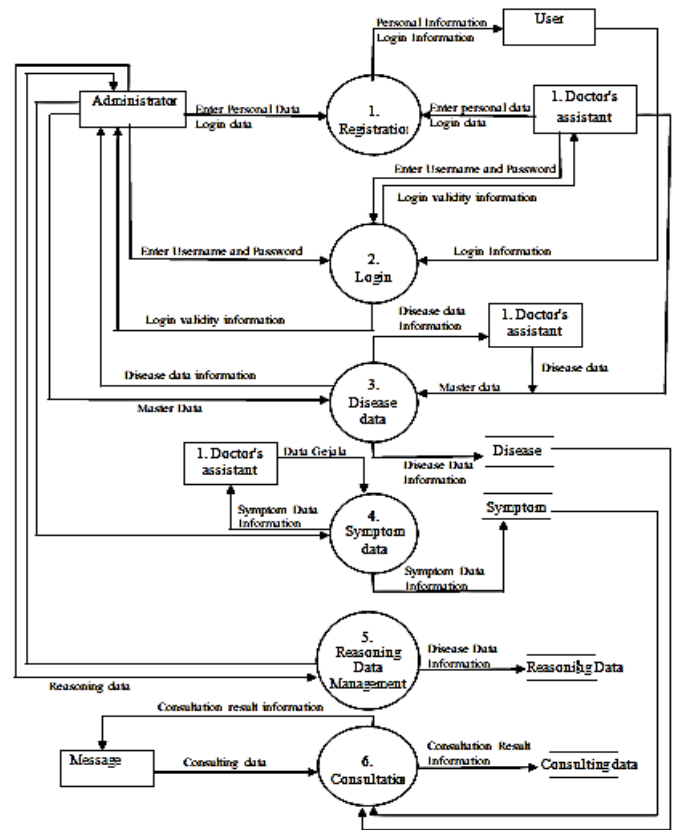 Personal Information
Login Information
User
Administrator
Enter Personal Data
Login data
1.
Registration
Enter personal data
Login data
1. Doctor's
assistant
Enter Username and Password
Login validity information
Enter Username and Password
2.
Login
Login Information
Login validity information
Disease data
Information
1. Doctor's
assistant
Disease data
Disease data information
Master Data
3.
Disease
data
Master data
Disease Data
Information
Disease
1. Doctor's
assistant
Data Gejala
Symptom Data
Information
4.
Symptom
data
Symptom
Symptom Data
Information
5.
Reasoning
Data
Management
Disease Data
Information
Reasoning Data
Reasoning data
Consultation result information
Message
Consulting data
6.
Consultation
Consultation Result
Information
Consulting data